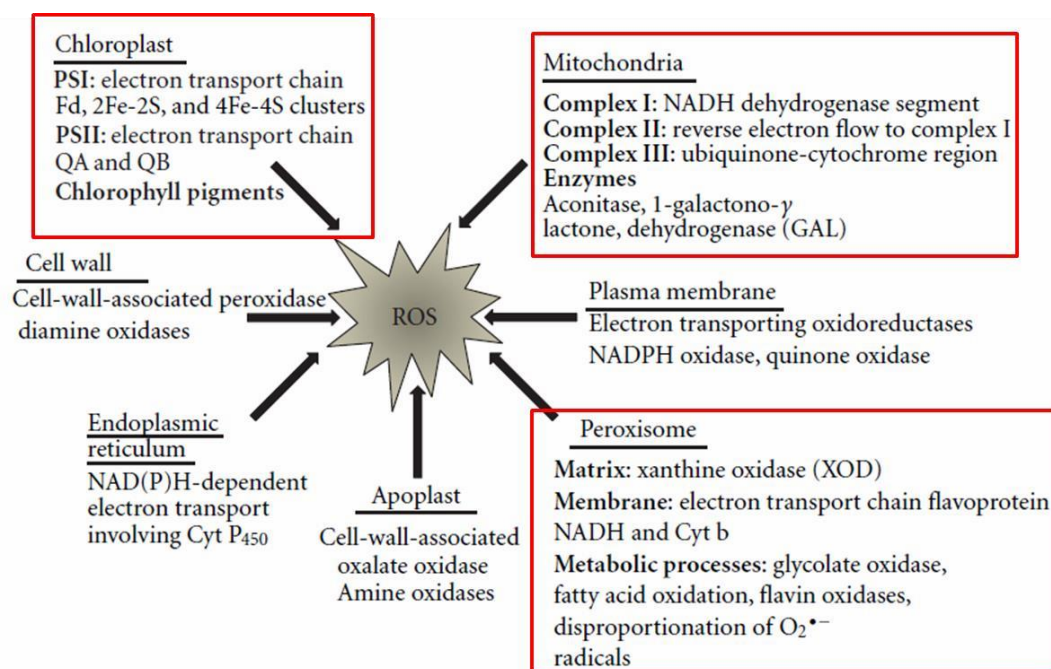 Chloroplast
PSI: electron transport chain
Fd, 2Fe-2S, and 4Fe-4S clusters
PSII: electron transport chain
QA and QB
Chlorophyll pigments
Mitochondria
Complex I: NADH dehydrogenase segment
Complex II: reverse electron flow to complex I
Complex III: ubiquinone-cytochrome region
Enzymes
Aconitase, 1-galactono-γ
lactone, dehydrogenase (GAL)
Cell wall
Cell-wall-associated peroxidase
diamine oxidases
ROS
Plasma membrane
Electron transporting oxidoreductases
NADPH oxidase, quinone oxidase
Endoplasmic
reticulum
NAD(P)H-dependent
electron transport
involving Cyt P₄₅₀
Apoplast
Cell-wall-associated
oxalate oxidase
Amine oxidases
Peroxisome
Matrix: xanthine oxidase (XOD)
Membrane: electron transport chain flavoprotein
NADH and Cyt b
Metabolic processes: glycolate oxidase,
fatty acid oxidation, flavin oxidases,
disproportionation of O₂•⁻
radicals